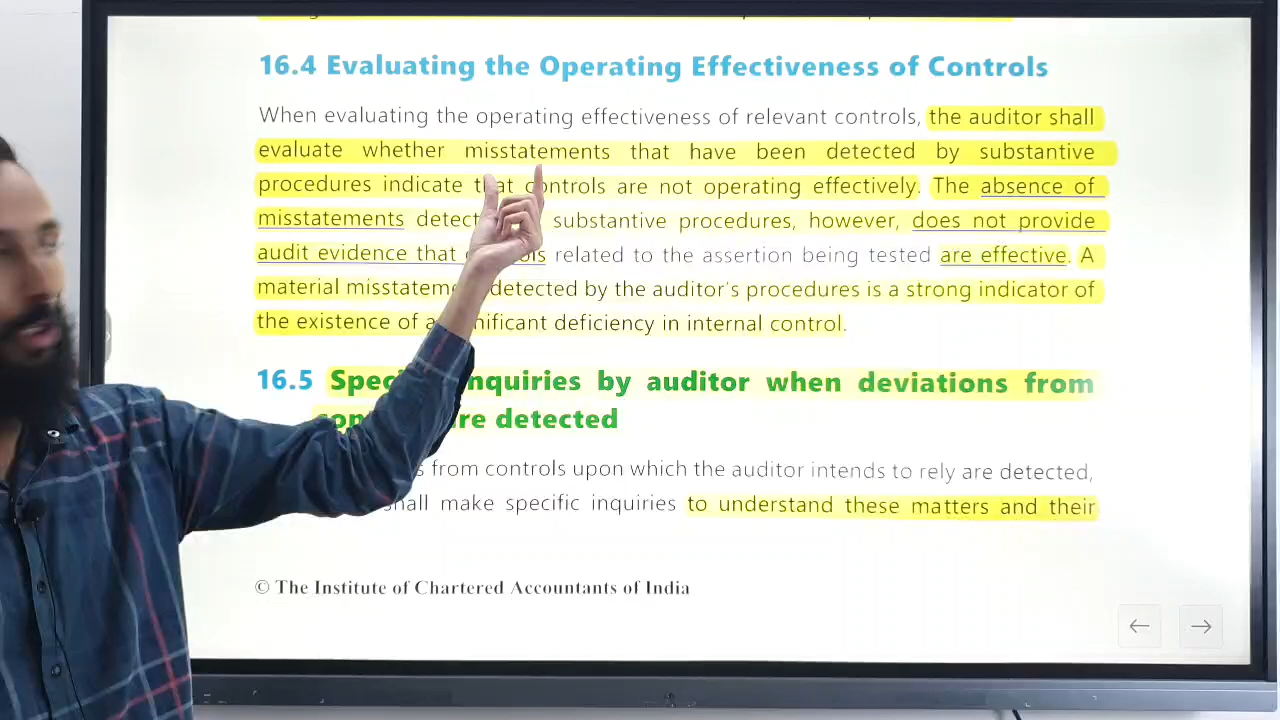 16.4 Evaluating the Operating Effectiveness of Controls
When evaluating the operating effectiveness of relevant controls, the auditor shall
evaluate whether misstatements that have been detected by substantive
procedures indicate that controls are not operating effectively. The absence of
misstatements substantive procedures, however, does not provide
audit evidence that related to the assertion being tested are effective. A
material detected by the auditor's procedures is a strong indicator of
the existence of deficiency in internal control.
16.5 inquiries by auditor when deviations from
detected
from controls upon which the auditor intends to rely are detected,
shall make specific inquiries to understand these matters and their
© The Institute of Chartered Accountants of India